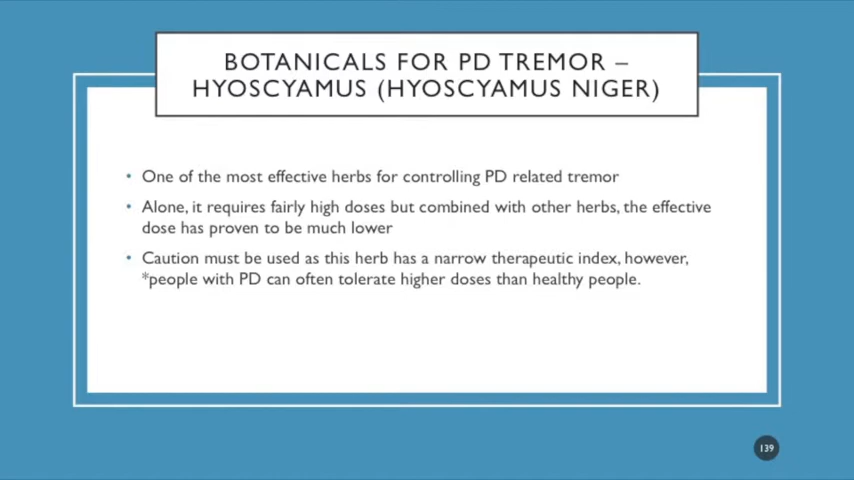 BOTANICALS FOR PD TREMOR –
HYOSCYAMUS (HYOSCYAMUS NIGER)
• One of the most effective herbs for controlling PD related tremor
• Alone, it requires fairly high doses but combined with other herbs, the effective
dose has proven to be much lower
• Caution must be used as this herb has a narrow therapeutic index, however,
*people with PD can often tolerate higher doses than healthy people.
139